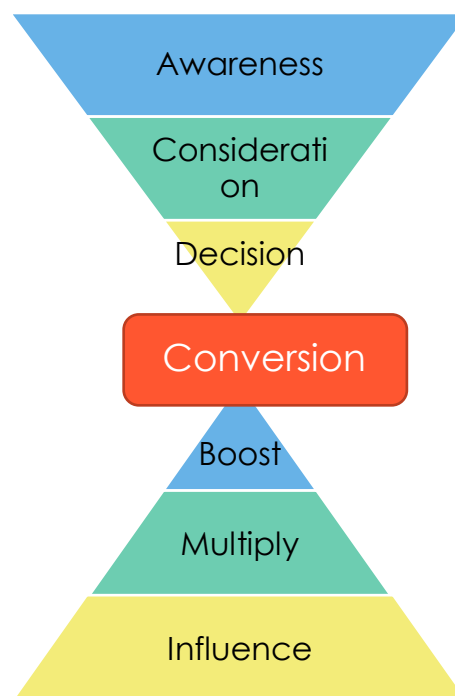 Awareness
Considerati
on
Decision
Conversion
Boost
Multiply
Influence